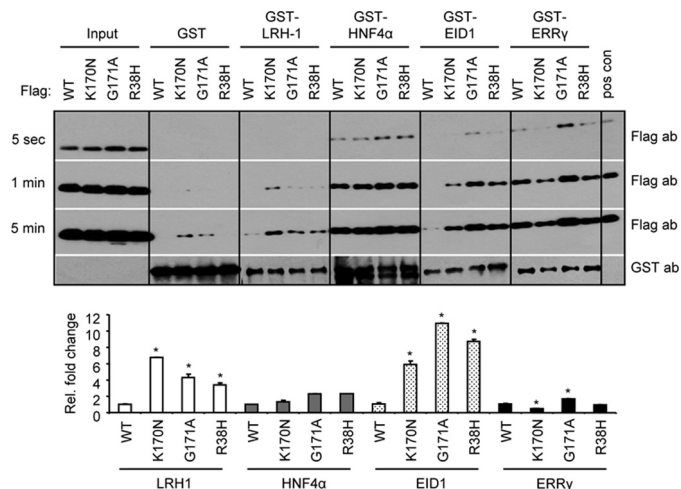 GST- GST- GST- GST-
Input GST LRH-1 HNF4α EID1 ERRγ
Flag: WT K170N G171A R38H WT K170N G171A R38H WT K170N G171A R38H WT K170N G171A R38H WT K170N G171A R38H WT K170N G171A R38H pos con
5 sec Flag ab
1 min Flag ab
5 min Flag ab
GST ab
Rel. fold change
12
10
8
6
4
2
0
* * * * * * * *
WT K170N G171A R38H WT K170N G171A R38H WT K170N G171A R38H WT K170N G171A R38H
LRH1 HNF4α EID1 ERRγ